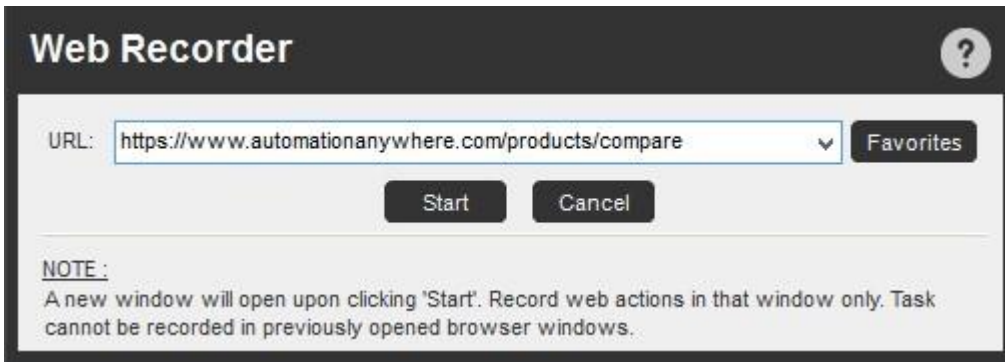 Web Recorder
?
URL: https://www.automationanywhere.com/products/compare Favorites
Start Cancel
NOTE :
A new window will open upon clicking 'Start'. Record web actions in that window only. Task
cannot be recorded in previously opened browser windows.